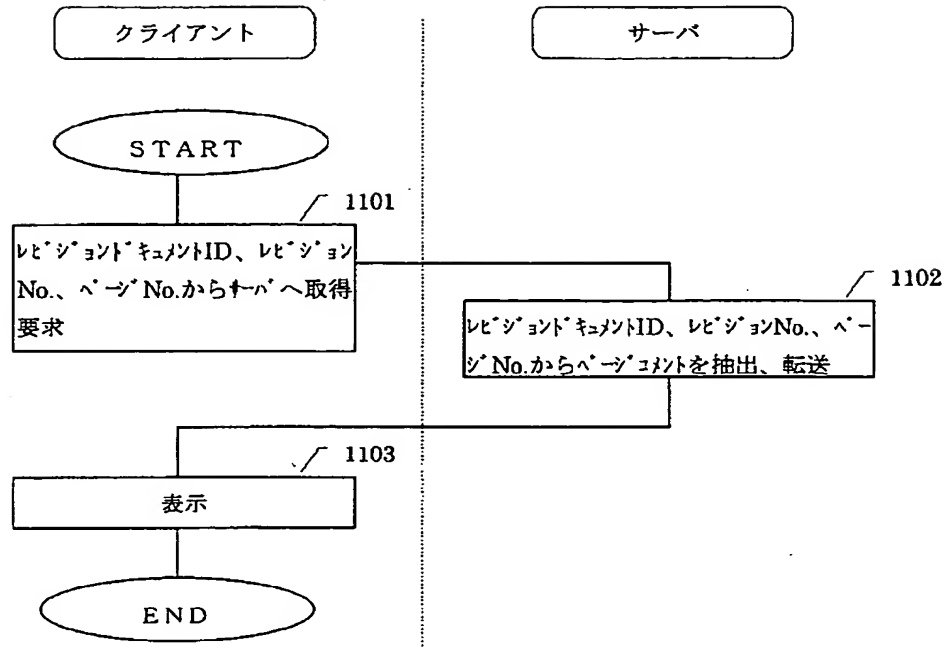 クライアント
サーバ
START
1101
ﾚﾋﾞｼﾞｮﾝﾄﾞｷｭﾒﾝﾄID、ﾚﾋﾞｼﾞｮﾝ
No.、ﾍﾟｰｼﾞNo.からｻｰﾊﾞへ取得
要求
1102
ﾚﾋﾞｼﾞｮﾝﾄﾞｷｭﾒﾝﾄID、ﾚﾋﾞｼﾞｮﾝNo.、ﾍﾟｰ
ｼﾞNo.からﾍﾟｰｼﾞｺﾒﾝﾄを抽出、転送
1103
表示
END